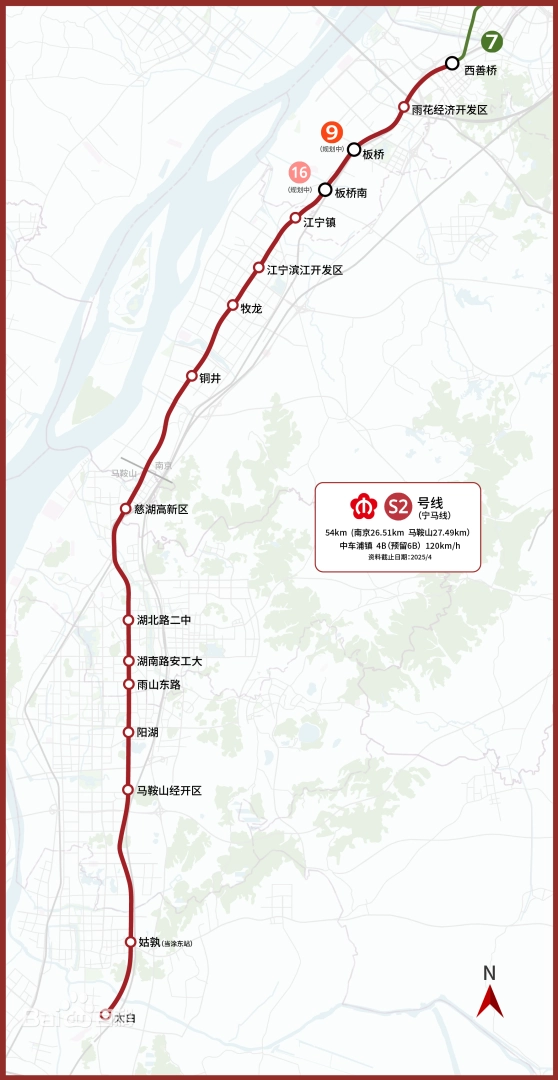 7
西善桥
雨花经济开发区
9
(规划中)
板桥
16
(规划中)
板桥南
江宁镇
江宁滨江开发区
牧龙
铜井
南京
马鞍山
S2 号线
(宁马线)
54km (南京26.51km 马鞍山27.49km)
中车浦镇 4B(预留6B) 120km/h
资料截止日期:2025/4
慈湖高新区
湖北路二中
湖南路安工大
雨山东路
阳湖
马鞍山经开区
姑孰(当涂东站)
N
太白
Bai